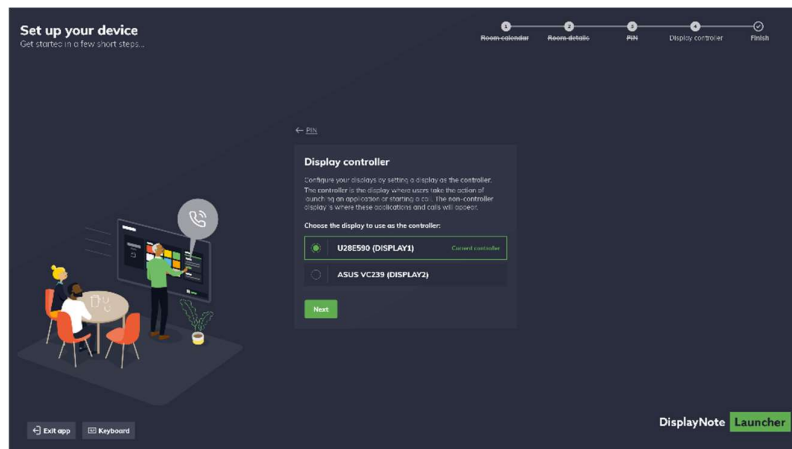 Set up your device
Get started in a few short steps...
1 2 3 4
Room calendar Room details PIN Display controller Finish
← PIN
Display controller
Configure your displays by setting a display as the controller.
The controller is the display where users take the action of
launching an application or starting a call. The non-controller
display is where these applications and calls will appear.
Choose the display to use as the controller:
U28E590 (DISPLAY1) Current controller
ASUS VC239 (DISPLAY2)
Next
Exit app Keyboard
DisplayNote Launcher